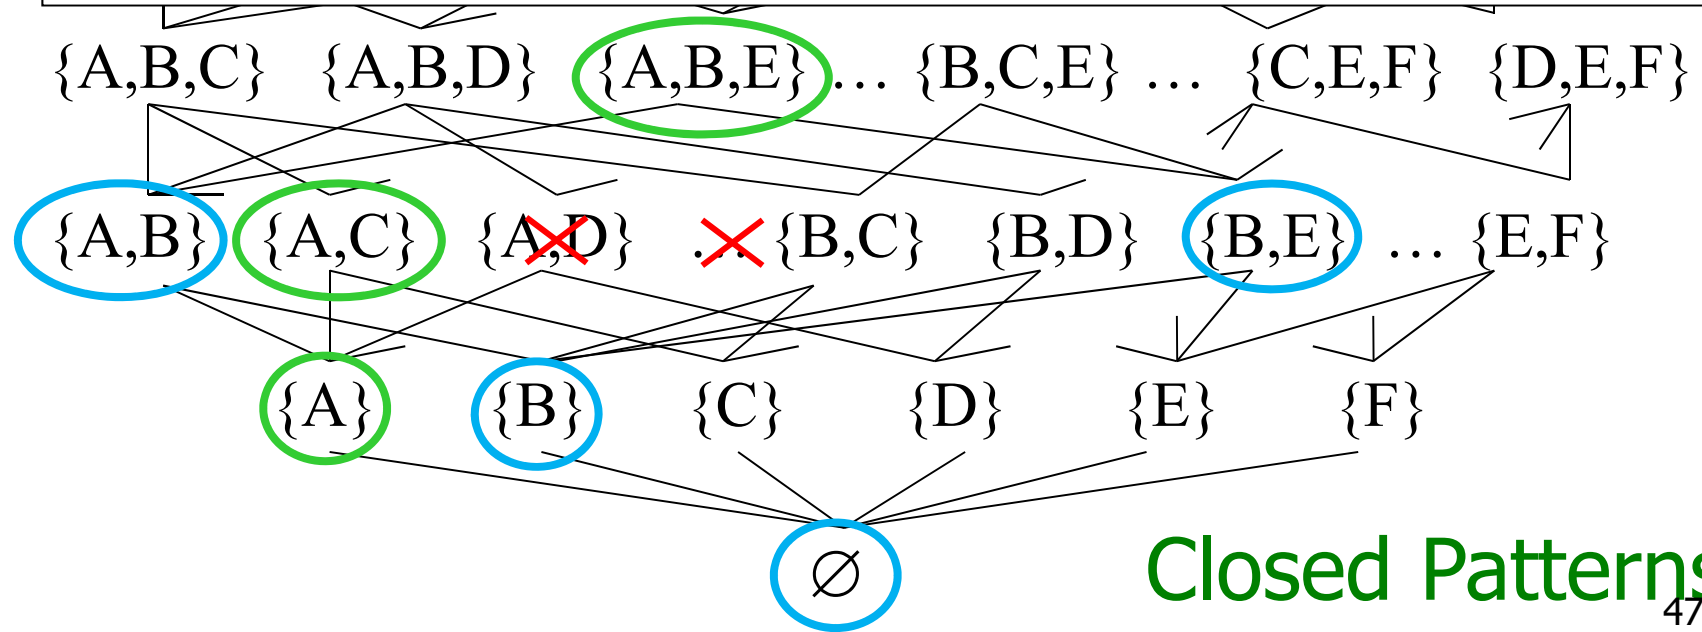 {A,B,C} {A,B,D} {A,B,E} … {B,C,E} … {C,E,F} {D,E,F}
{A,B} {A,C} {A,D} … {B,C} {B,D} {B,E} … {E,F}
{A} {B} {C} {D} {E} {F}
∅
Closed Patterns
47